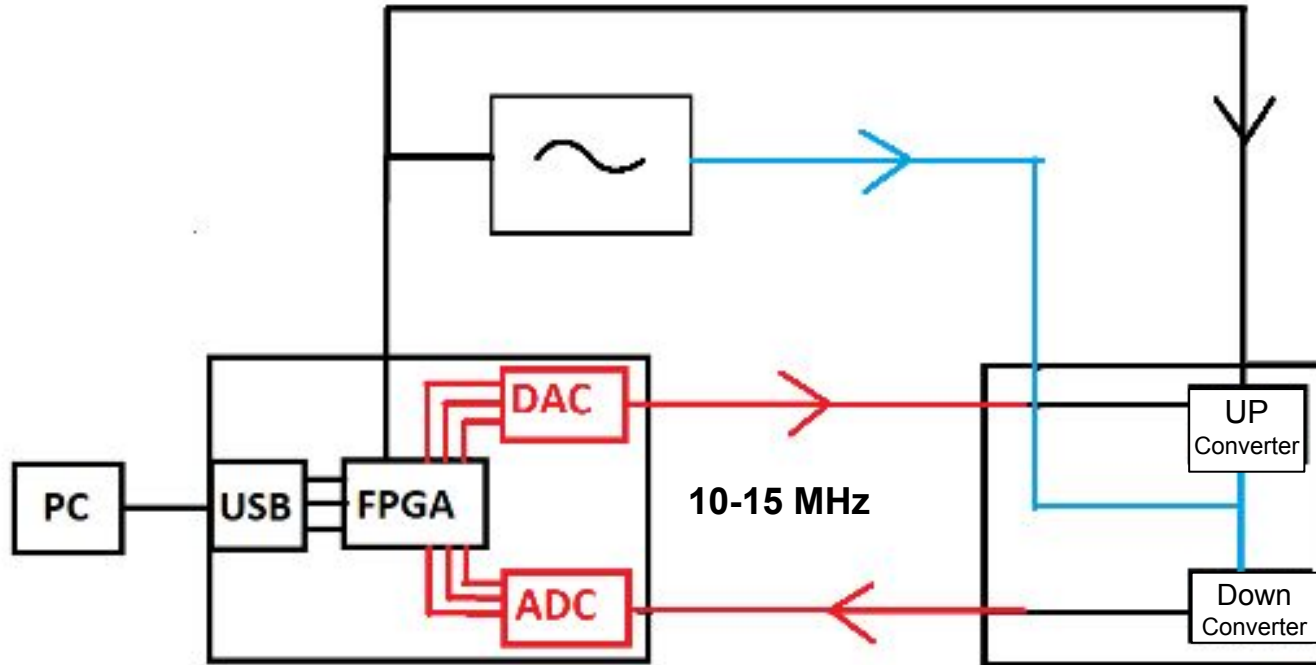 DAC
UP
Converter
PC
USB
FPGA
10-15 MHz
ADC
Down
Converter